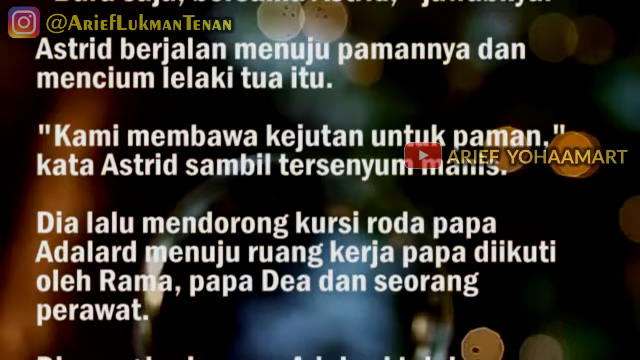 @ARIEFLUKMANTENAN
Astrid berjalan menuju pamannya dan
mencium lelaki tua itu.
"Kami membawa kejutan untuk paman,"
kata Astrid sambil tersenyum manis.
ARIEF YOHAAMART
Dia lalu mendorong kursi roda papa
Adalard menuju ruang kerja papa diikuti
oleh Rama, papa Dea dan seorang
perawat.